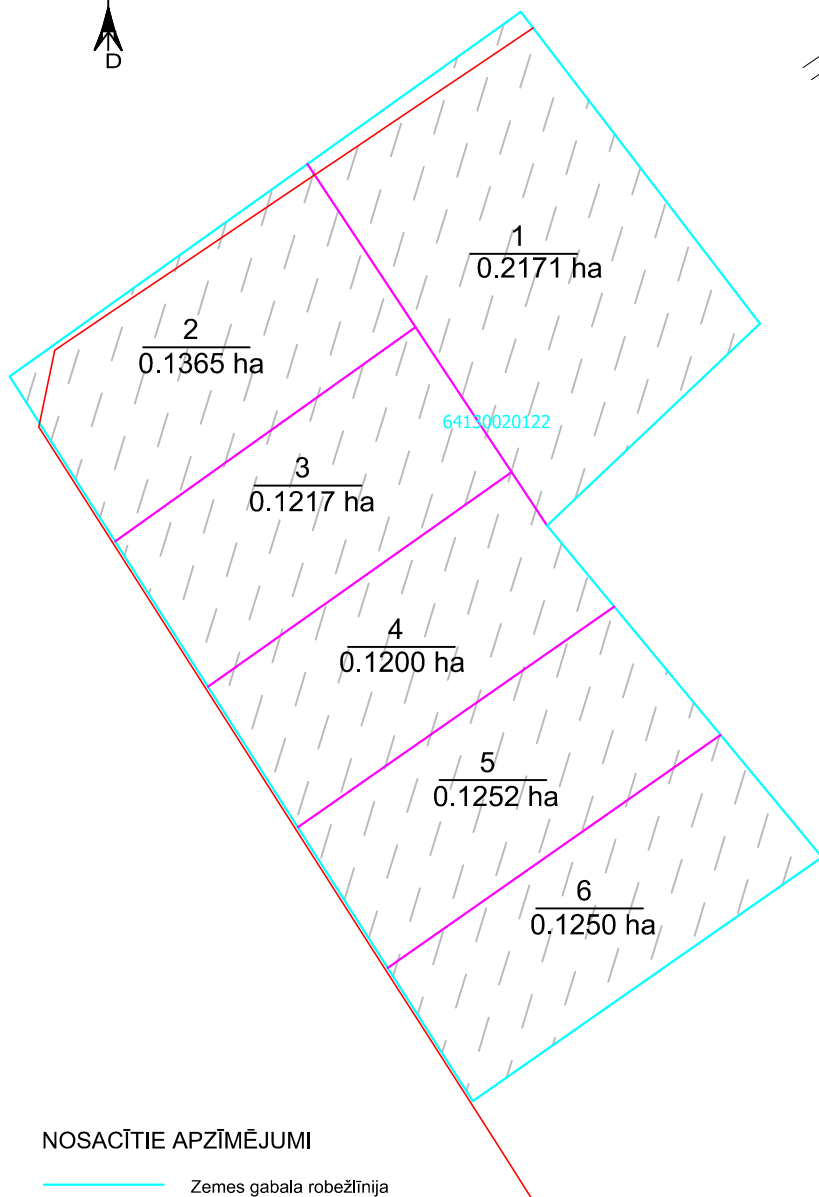 D
1
0.2171 ha
2
0.1365 ha
64130020122
3
0.1217 ha
4
0.1200 ha
5
0.1252 ha
6
0.1250 ha
NOSACĪTIE APZĪMĒJUMI
Zemes gabala robežlīnija